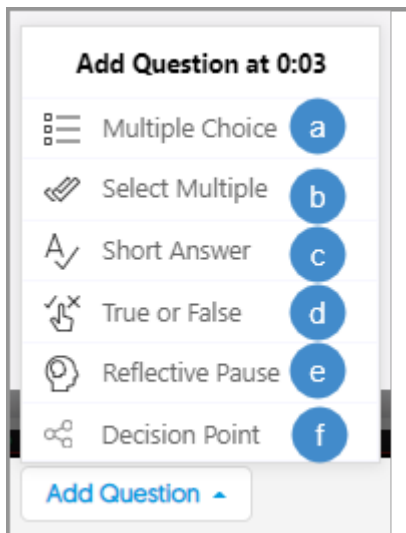 Add Question at 0:03
Multiple Choice a
Select Multiple b
Short Answer c
True or False d
Reflective Pause e
Decision Point f
Add Question